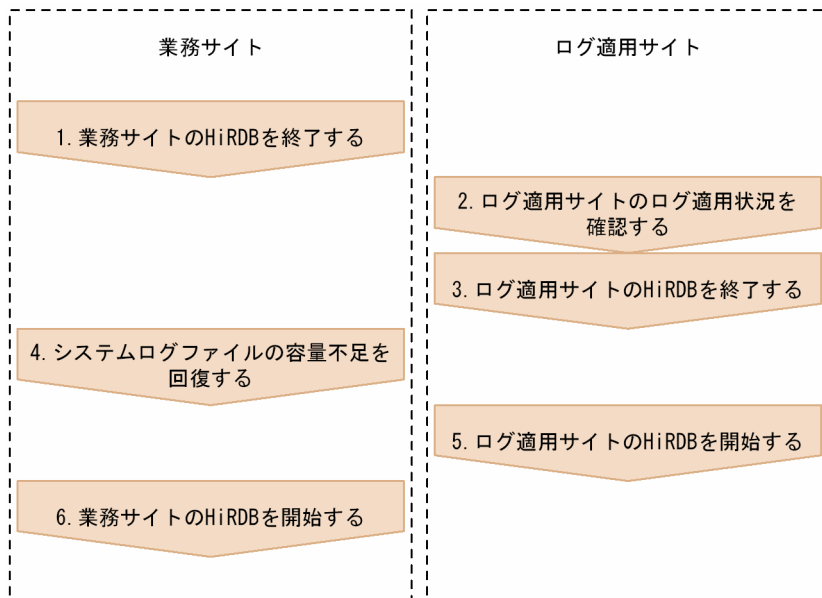 業務サイト
ログ適用サイト
1.業務サイトのHiRDBを終了する
2.ログ適用サイトのログ適用状況を
確認する
3.ログ適用サイトのHiRDBを終了する
4.システムログファイルの容量不足を
回復する
5.ログ適用サイトのHiRDBを開始する
6.業務サイトのHiRDBを開始する